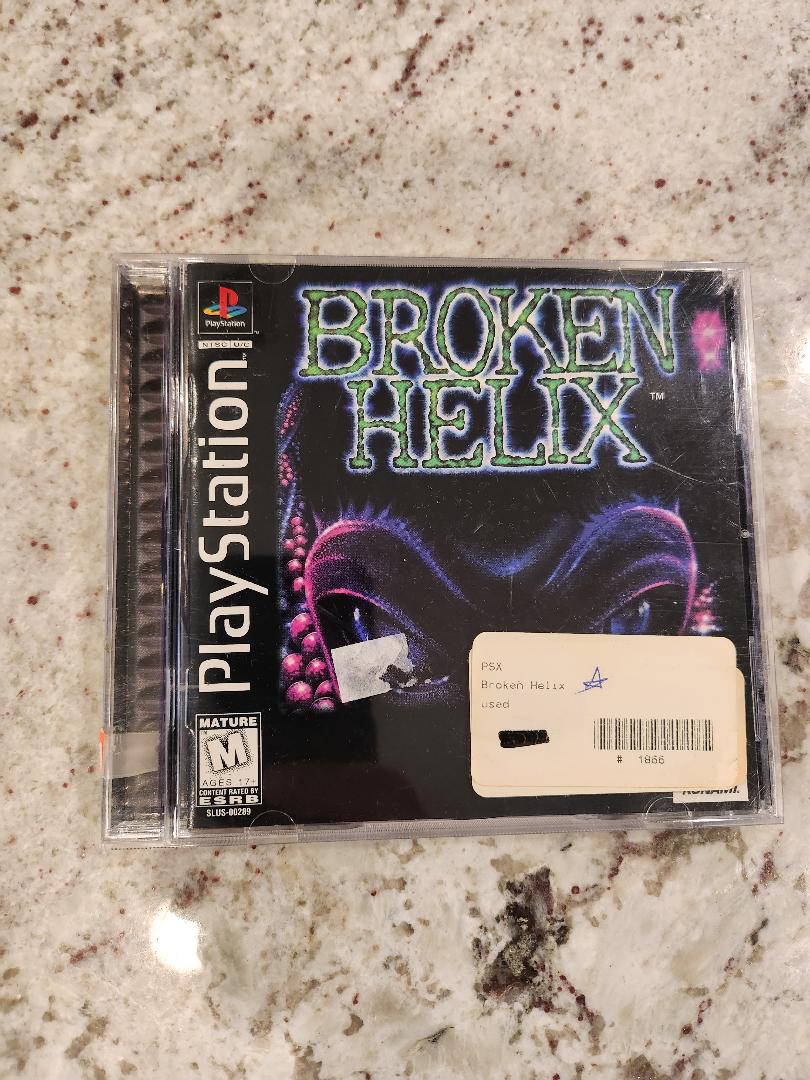 PlayStation
NTSC U/C
PlayStation
BROKEN
HELIX
TM
PSX
Broken Helix
used
# 1866
KONAMI
MATURE
M
AGES 17+
CONTENT RATED BY
ESRB
SLUS-00289